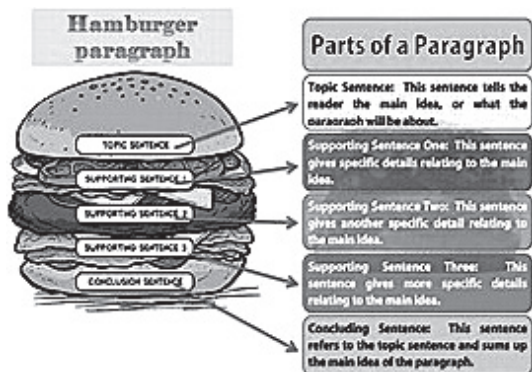 Hamburger
paragraph
TOPIC SENTENCE
SUPPORTING SENTENCE 1
SUPPORTING SENTENCE 2
SUPPORTING SENTENCE 3
CONCLUSION SENTENCE
Parts of a Paragraph
Topic Sentence: This sentence tells the
reader the main idea, or what the
paragraph will be about.
Supporting Sentence One: This sentence
gives specific details relating to the main
idea.
Supporting Sentence Two: This sentence
gives another specific detail relating to
the main idea.
Supporting Sentence Three: This
sentence gives more specific details
relating to the main idea.
Concluding Sentence: This sentence
refers to the topic sentence and sums up
the main idea of the paragraph.